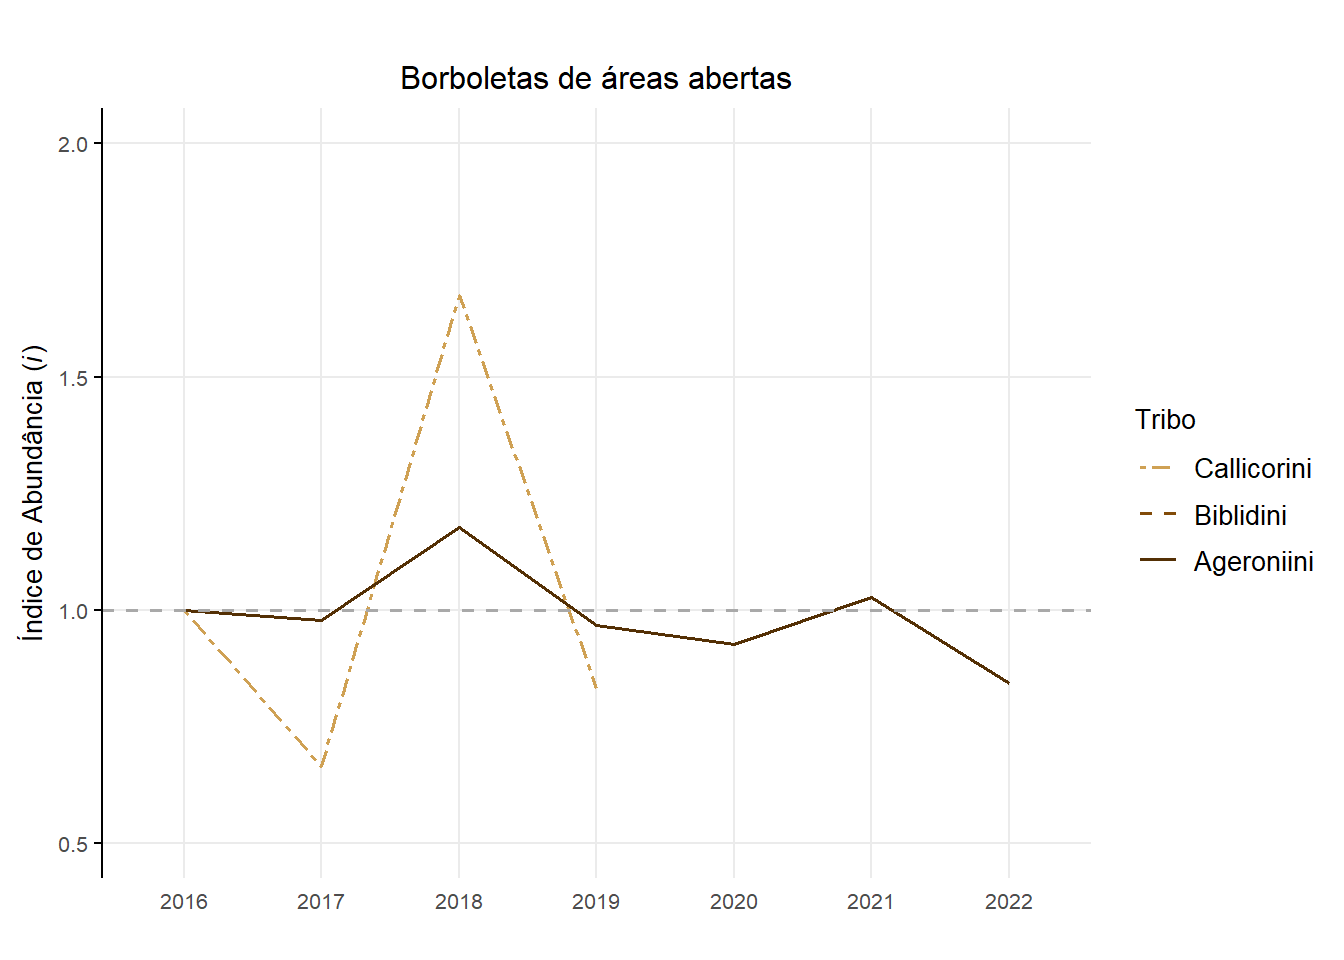 Borboletas de áreas abertas
Índice de Abundância (i)
2.0
1.5
1.0
0.5
2016 2017 2018 2019 2020 2021 2022
Tribo
Callicorini
Biblidini
Ageroniini